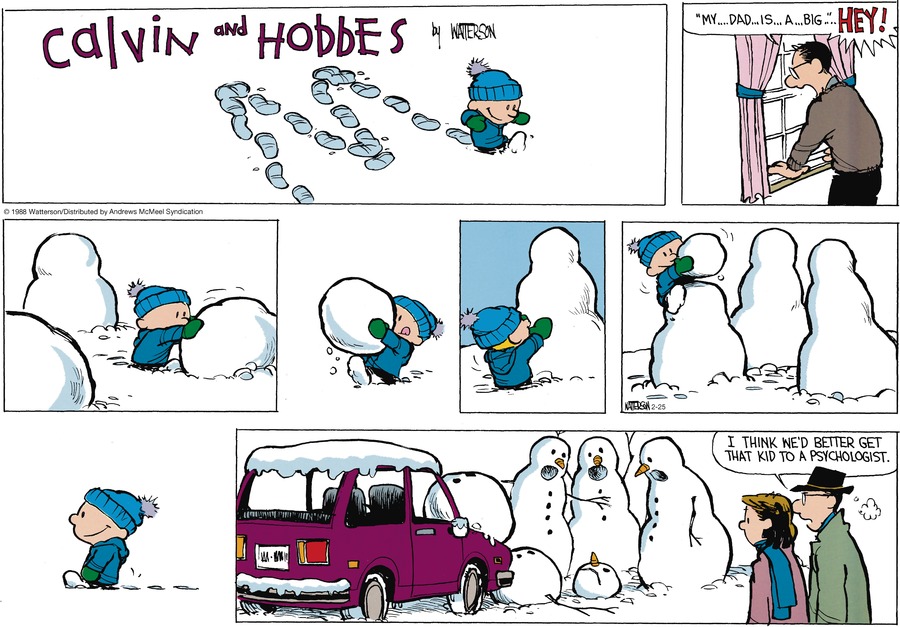 Calvin and HOBBES by WATTERSON
"MY....DAD...IS...A...BIG..."... HEY!
© 1988 Watterson/Distributed by Andrews McMeel Syndication
WATTERSON 2-25
I THINK WE'D BETTER GET
THAT KID TO A PSYCHOLOGIST.